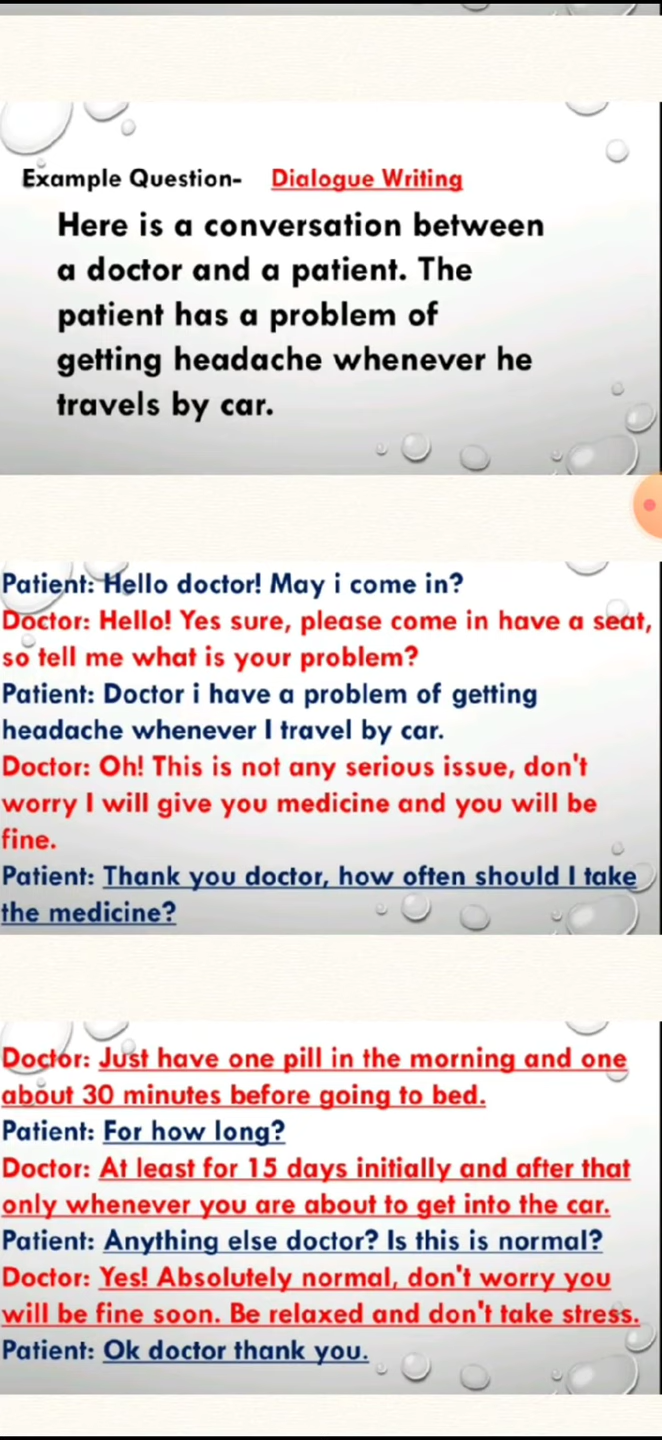 Example Question- Dialogue Writing
Here is a conversation between
a doctor and a patient. The
patient has a problem of
getting headache whenever he
travels by car.
Patient: Hello doctor! May i come in?
Doctor: Hello! Yes sure, please come in have a seat,
so tell me what is your problem?
Patient: Doctor i have a problem of getting
headache whenever I travel by car.
Doctor: Oh! This is not any serious issue, don't
worry I will give you medicine and you will be
fine.
Patient: Thank you doctor, how often should I take
the medicine?
Doctor: Just have one pill in the morning and one
about 30 minutes before going to bed.
Patient: For how long?
Doctor: At least for 15 days initially and after that
only whenever you are about to get into the car.
Patient: Anything else doctor? Is this is normal?
Doctor: Yes! Absolutely normal, don't worry you
will be fine soon. Be relaxed and don't take stress.
Patient: Ok doctor thank you.